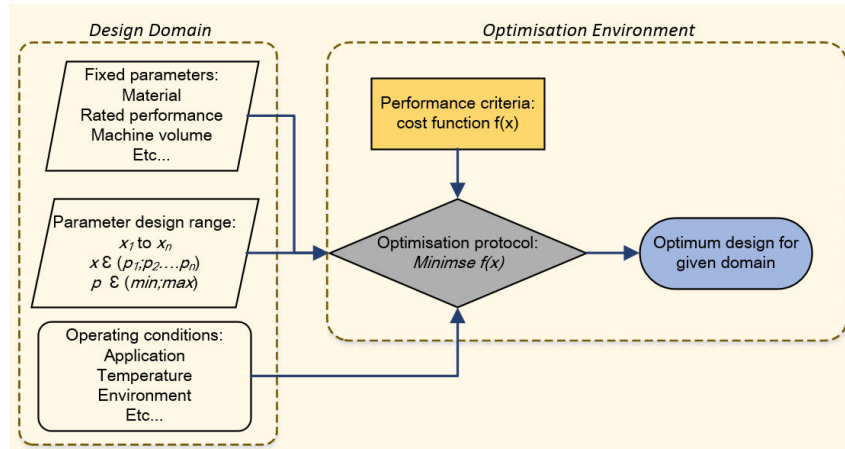 Design Domain
Optimisation Environment
Fixed parameters:
Material
Rated performance
Machine volume
Etc...
Performance criteria:
cost function f(x)
Parameter design range:
x₁ to xₙ
x Ɛ (p₁;p₂....pₙ)
p Ɛ (min;max)
Optimisation protocol:
Minimse f(x)
Optimum design for
given domain
Operating conditions:
Application
Temperature
Environment
Etc...